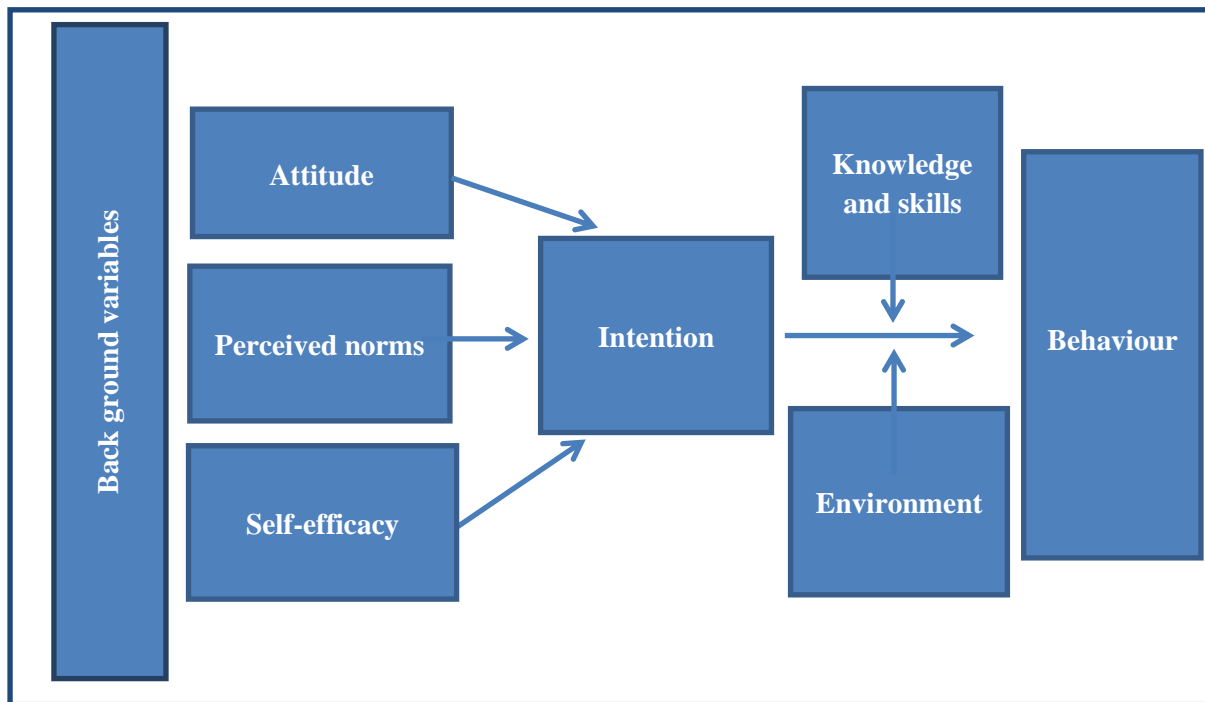 Back ground variables
Attitude
Perceived norms
Self-efficacy
Intention
Knowledge
and skills
Environment
Behaviour